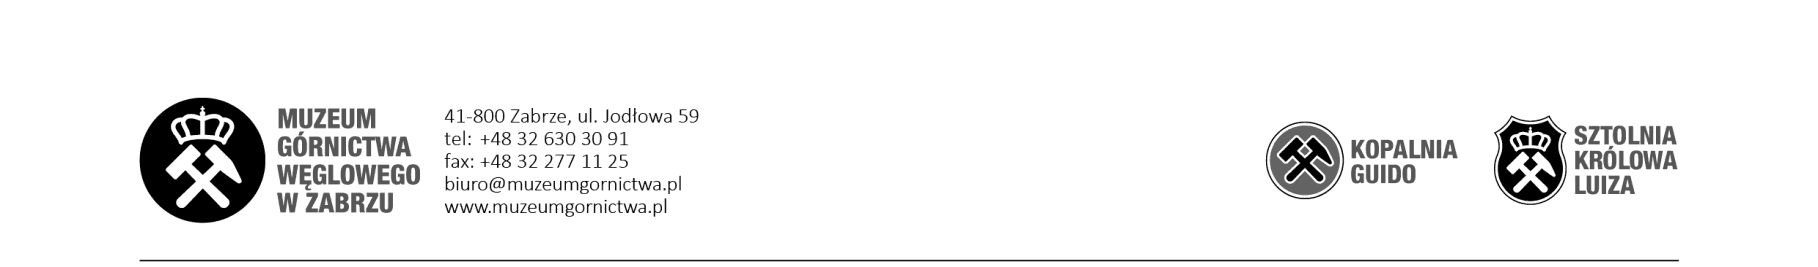 MUZEUM
GÓRNICTWA
WĘGLOWEGO
W ZABRZU
41-800 Zabrze, ul. Jodłowa 59
tel: +48 32 630 30 91
fax: +48 32 277 11 25
biuro@muzeumgornictwa.pl
www.muzeumgornictwa.pl
KOPALNIA
GUIDO
SZTOLNIA
KRÓLOWA
LUIZA